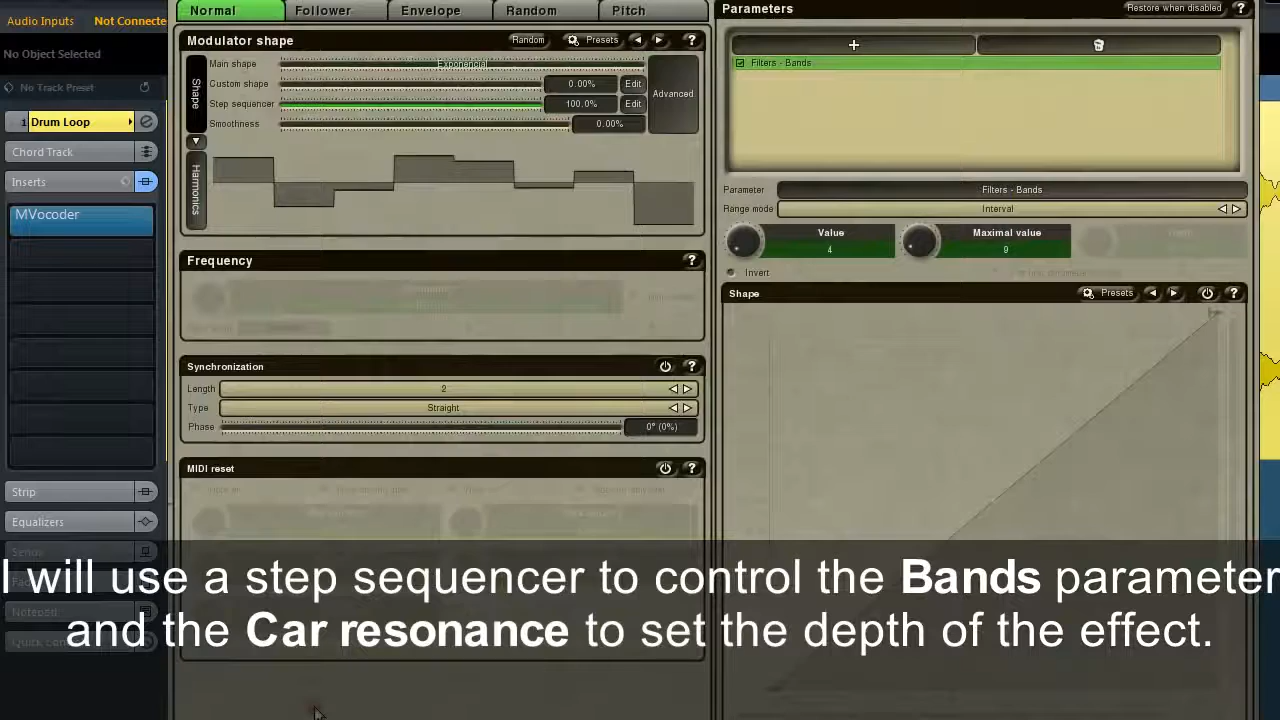 Audio Inputs Not Connecte
No Object Selected
No Track Preset
1 Drum Loop
Chord Track
Inserts
MVocoder
Strip
Equalizers
Sends
Notepad
Normal Follower Envelope Random Pitch
Modulator shape Random Presets ?
Shape
Harmonics
Main shape Exponencial
Custom shape 0.00% Edit
Step sequencer 100.0% Edit
Smoothness 0.00%
Advanced
Frequency ?
Synchronization ?
Length 2
Type Straight
Phase 0° (0%)
MIDI reset ?
Parameters Restore when disabled ?
+
Filters - Bands
Parameter Filters - Bands
Range mode Interval
Value Maximal value
4 9
Invert
Shape Presets ?
I will use a step sequencer to control the Bands parameter
and the Car resonance to set the depth of the effect.